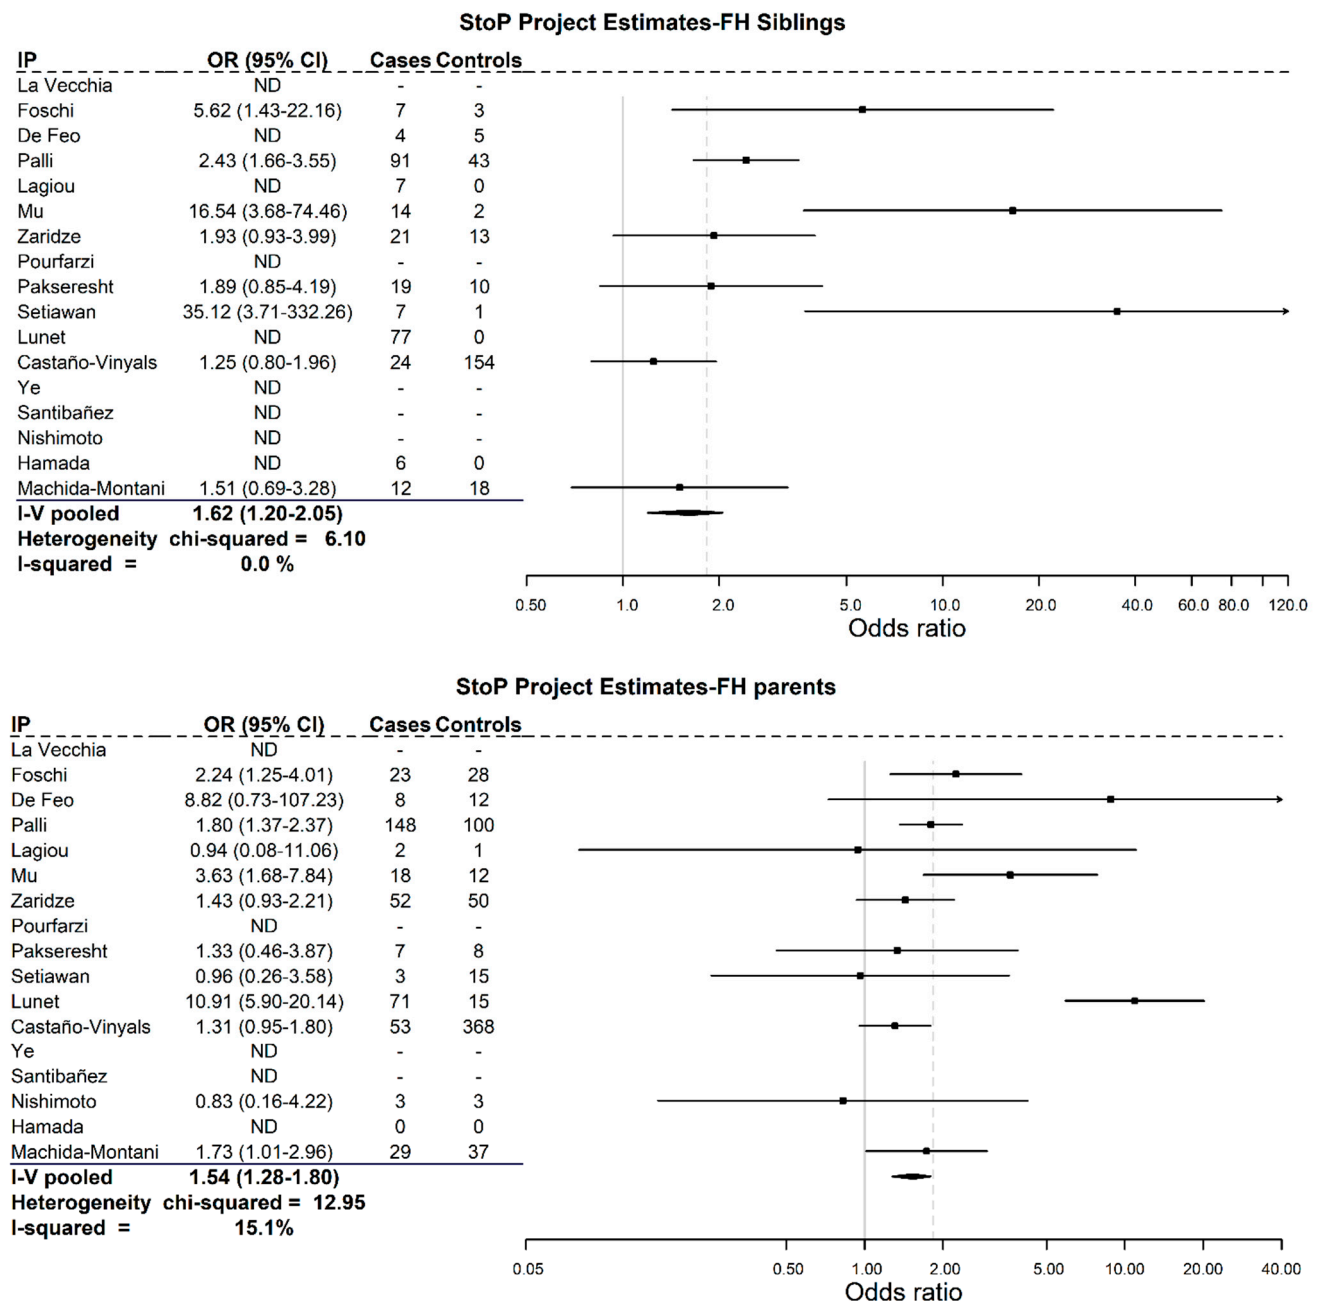 StoP Project Estimates-FH Siblings
IP OR (95% CI) Cases Controls
La Vecchia ND - -
Foschi 5.62 (1.43-22.16) 7 3
De Feo ND 4 5
Palli 2.43 (1.66-3.55) 91 43
Lagiou ND 7 0
Mu 16.54 (3.68-74.46) 14 2
Zaridze 1.93 (0.93-3.99) 21 13
Pourfarzi ND - -
Pakseresht 1.89 (0.85-4.19) 19 10
Setiawan 35.12 (3.71-332.26) 7 1
Lunet ND 77 0
Castaño-Vinyals 1.25 (0.80-1.96) 24 154
Ye ND - -
Santibañez ND - -
Nishimoto ND - -
Hamada ND 6 0
Machida-Montani 1.51 (0.69-3.28) 12 18
I-V pooled 1.62 (1.20-2.05)
Heterogeneity chi-squared = 6.10
I-squared = 0.0 %
0.50 1.0 2.0 5.0 10.0 20.0 40.0 60.0 80.0 120.0
Odds ratio
StoP Project Estimates-FH parents
IP OR (95% CI) Cases Controls
La Vecchia ND - -
Foschi 2.24 (1.25-4.01) 23 28
De Feo 8.82 (0.73-107.23) 8 12
Palli 1.80 (1.37-2.37) 148 100
Lagiou 0.94 (0.08-11.06) 2 1
Mu 3.63 (1.68-7.84) 18 12
Zaridze 1.43 (0.93-2.21) 52 50
Pourfarzi ND - -
Pakseresht 1.33 (0.46-3.87) 7 8
Setiawan 0.96 (0.26-3.58) 3 15
Lunet 10.91 (5.90-20.14) 71 15
Castaño-Vinyals 1.31 (0.95-1.80) 53 368
Ye ND - -
Santibañez ND - -
Nishimoto 0.83 (0.16-4.22) 3 3
Hamada ND 0 0
Machida-Montani 1.73 (1.01-2.96) 29 37
I-V pooled 1.54 (1.28-1.80)
Heterogeneity chi-squared = 12.95
I-squared = 15.1%
0.05 0.50 1.00 2.00 5.00 10.00 20.00 40.00
Odds ratio